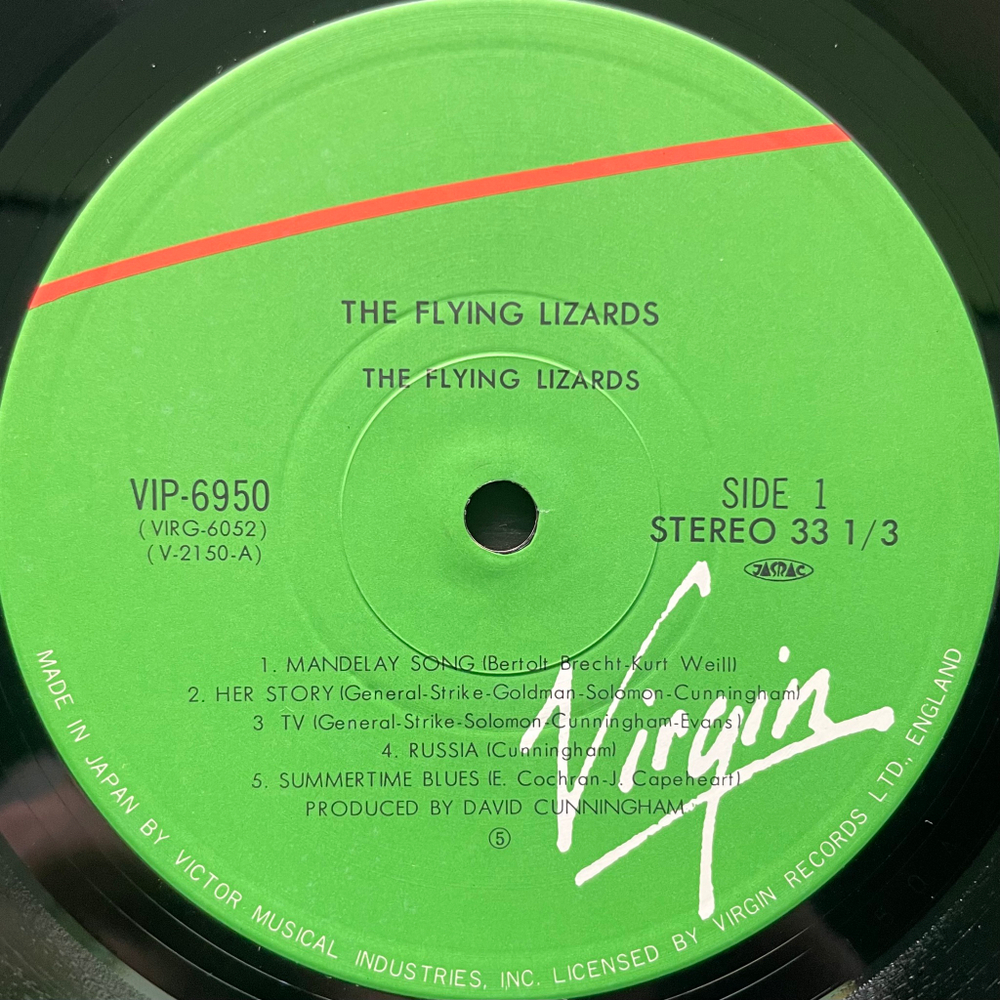 THE FLYING LIZARDS
THE FLYING LIZARDS
VIP-6950
(VIRG-6052)
(V-2150-A)
SIDE 1
STEREO 33 1/3
JASRAC
1. MANDELAY SONG (Bertolt Brecht-Kurt Weill)
2. HER STORY (General-Strike-Goldman-Solomon-Cunningham)
3 TV (General-Strike-Solomon-Cunningham-Evans)
4. RUSSIA (Cunningham)
5. SUMMERTIME BLUES (E. Cochran-J. Capeheart)
PRODUCED BY DAVID CUNNINGHAM
⑤
Virgin
MADE IN JAPAN BY VICTOR MUSICAL INDUSTRIES, INC. LICENSED BY VIRGIN RECORDS LTD., ENGLAND